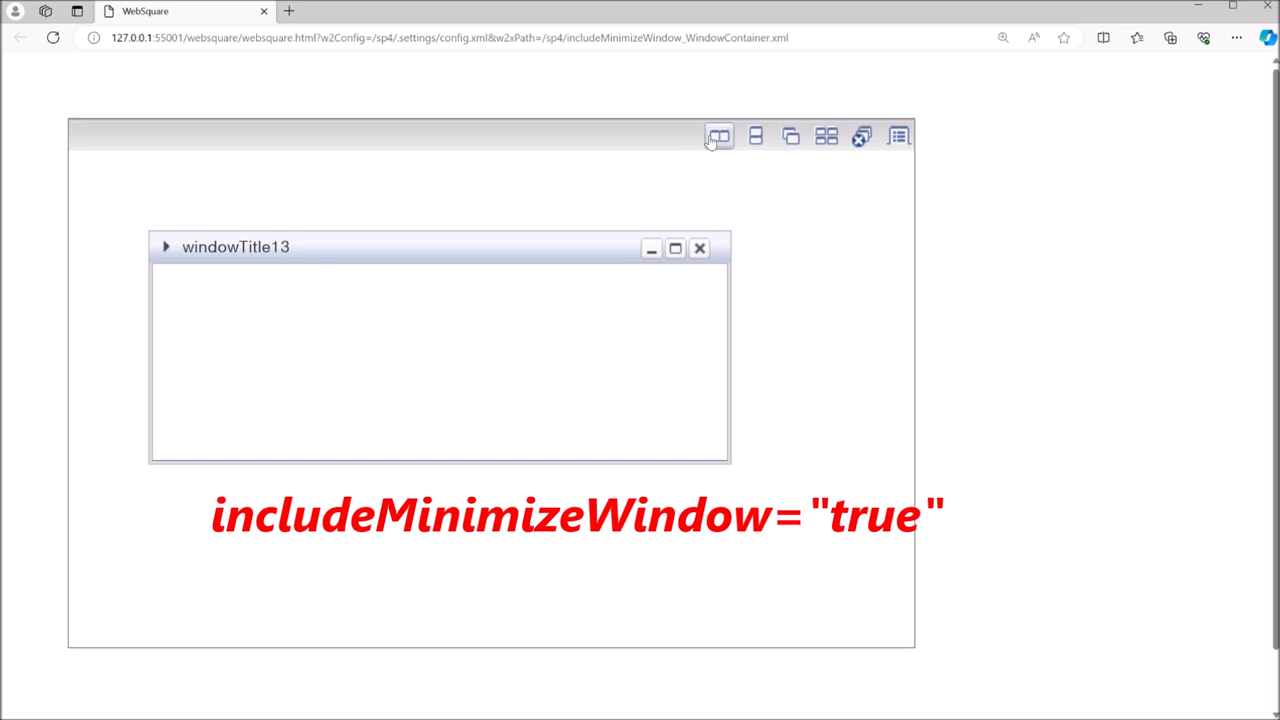 WebSquare
127.0.0.1:55001/websquare/websquare.html?w2Config=/sp4/.settings/config.xml&w2xPath=/sp4/includeMinimizeWindow_WindowContainer.xml
windowTitle13
includeMinimizeWindow="true"